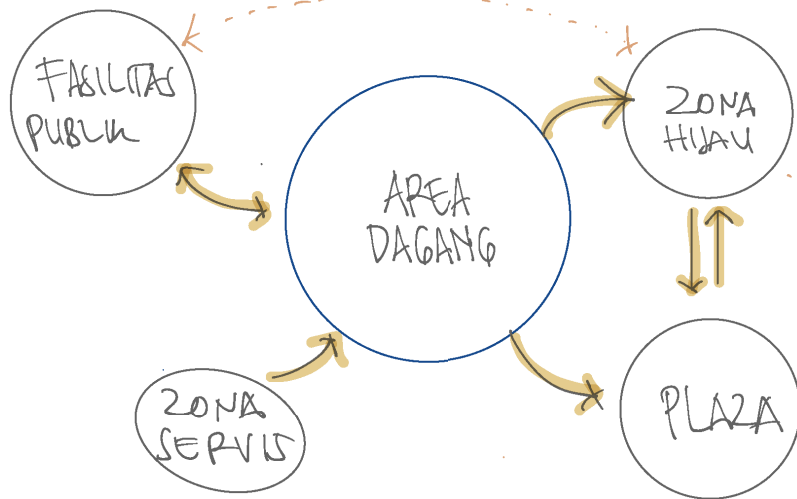 FASILITAS
PUBLIK
AREA
DAGANG
ZONA
HIJAU
ZONA
SERVIS
PLAZA